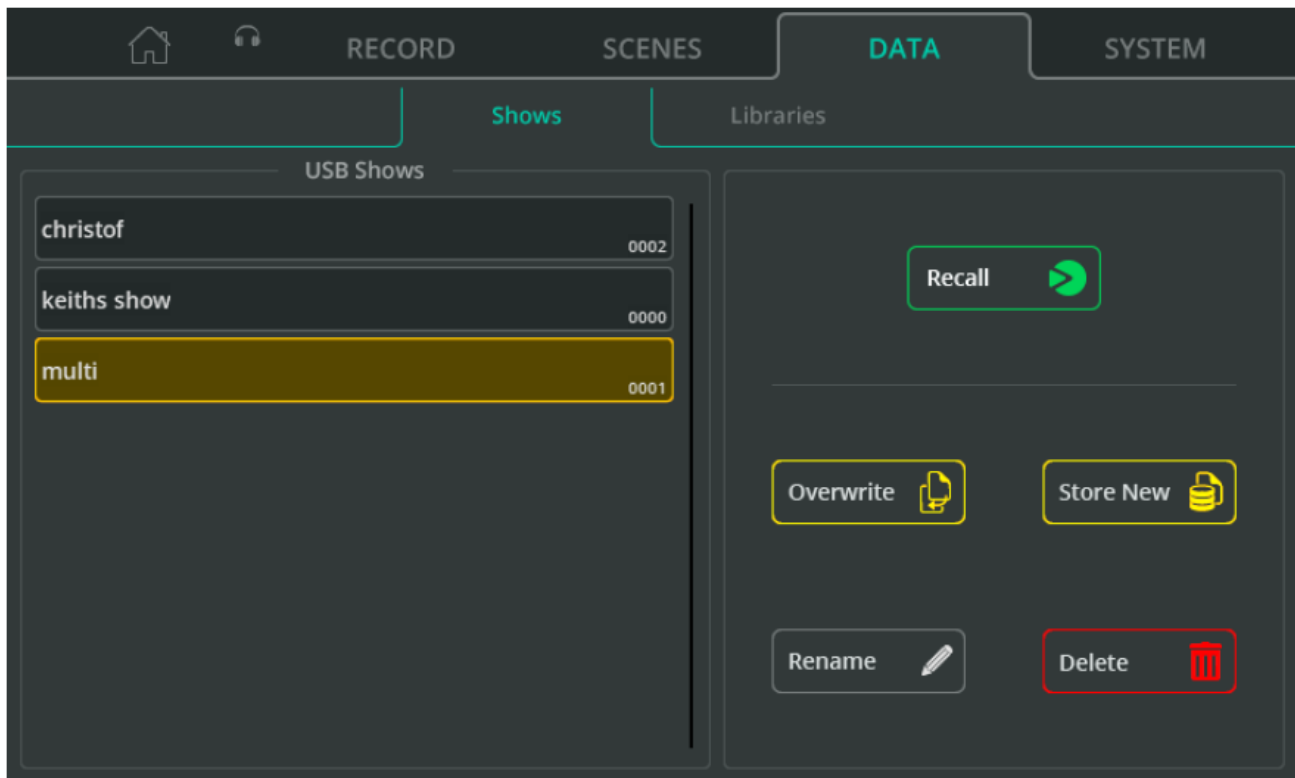 RECORD SCENES DATA SYSTEM
Shows Libraries
USB Shows
christof
0002
keiths show
0000
multi
0001
Recall
Overwrite Store New
Rename Delete